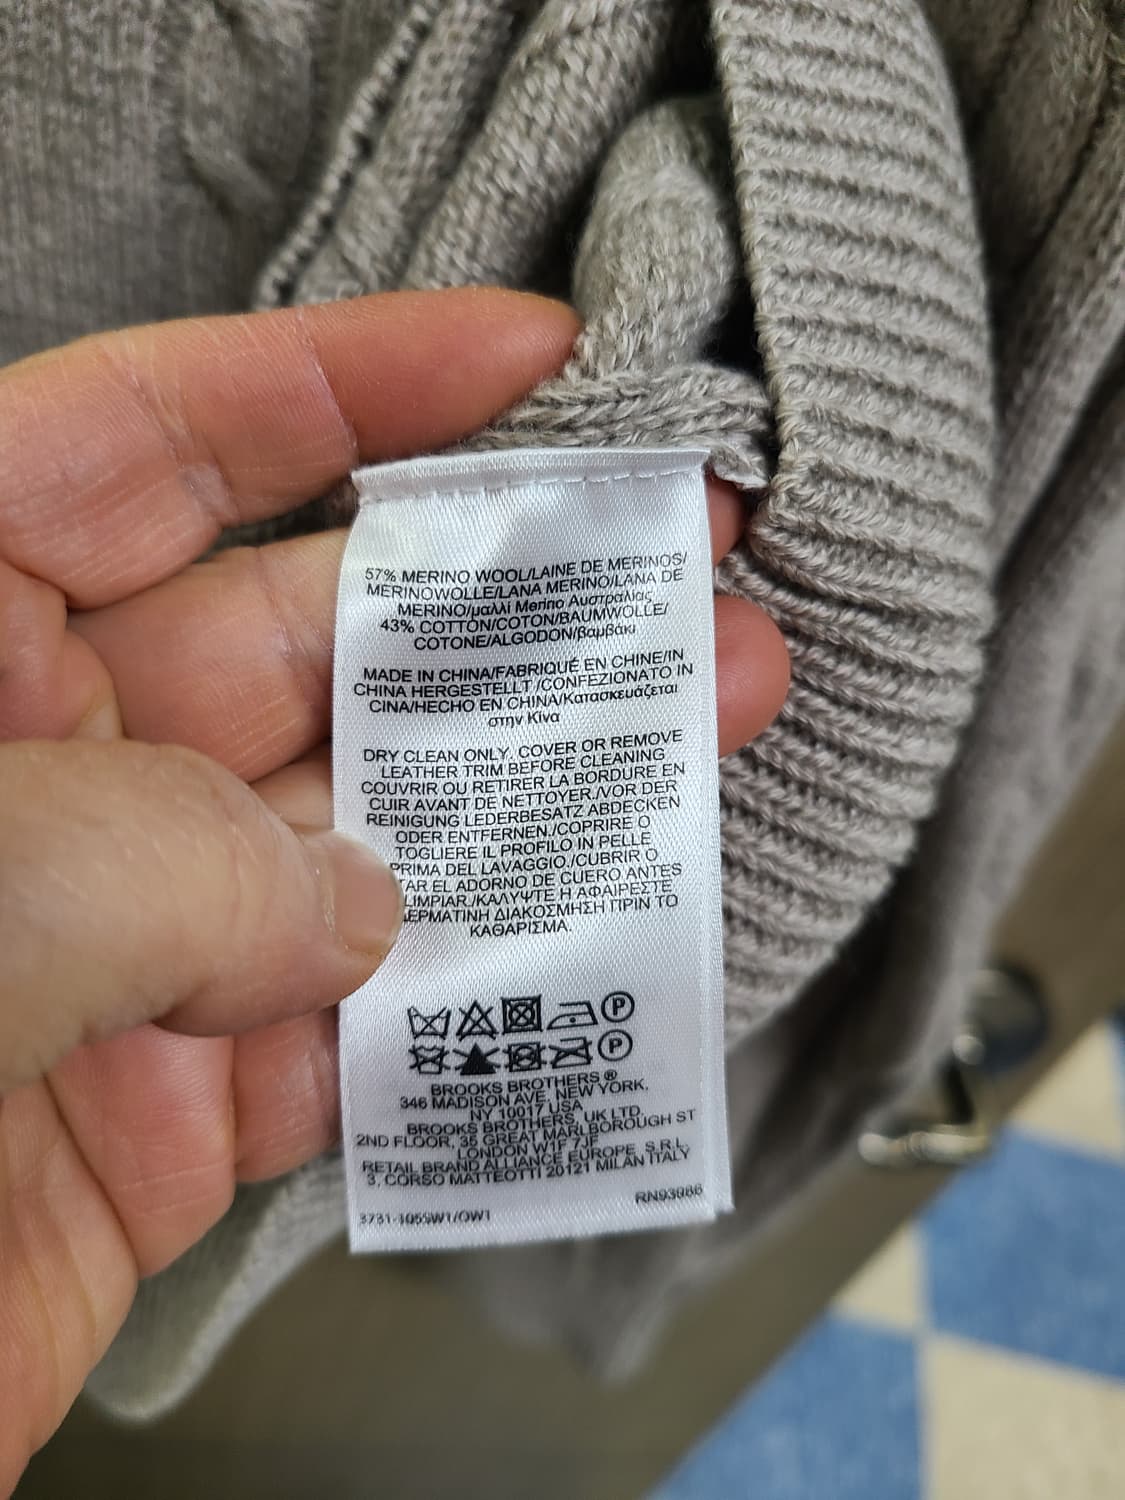 57% MERINO WOOL/LAINE DE MERINOS/
MERINOWOLLE/LANA MERINO/LANA DE
MERINO/μαλλί Merino Αυστραλίας
43% COTTON/COTON/BAUMWOLLE/
COTONE/ALGODON/βαμβάκι
MADE IN CHINA/FABRIQUÉ EN CHINE/IN
CHINA HERGESTELLT /CONFEZIONATO IN
CINA/HECHO EN CHINA/Κατασκευάζεται
στην Κίνα
DRY CLEAN ONLY. COVER OR REMOVE
LEATHER TRIM BEFORE CLEANING
COUVRIR OU RETIRER LA BORDURE EN
CUIR AVANT DE NETTOYER./VOR DER
REINIGUNG LEDERBESATZ ABDECKEN
ODER ENTFERNEN./COPRIRE O
TOGLIERE IL PROFILO IN PELLE
PRIMA DEL LAVAGGIO./CUBRIR O
TAR EL ADORNO DE CUERO ANTES
LIMPIAR./ΚΑΛΥΨΤΕ Η ΑΦΑΙΡΕΣΤΕ
ΕΡΜΑΤΙΝΗ ΔΙΑΚΟΣΜΗΣΗ ΠΡΙΝ ΤΟ
ΚΑΘΑΡΙΣΜΑ.
P
P
BROOKS BROTHERS ®
346 MADISON AVE, NEW YORK,
NY 10017 USA
BROOKS BROTHERS, UK LTD.
2ND FLOOR, 35 GREAT MARLBOROUGH ST
LONDON W1F 7JF
RETAIL BRAND ALLIANCE EUROPE, S.R.L.
3, CORSO MATTEOTTI 20121 MILAN ITALY
RN93986
3731-105SW1/OW1